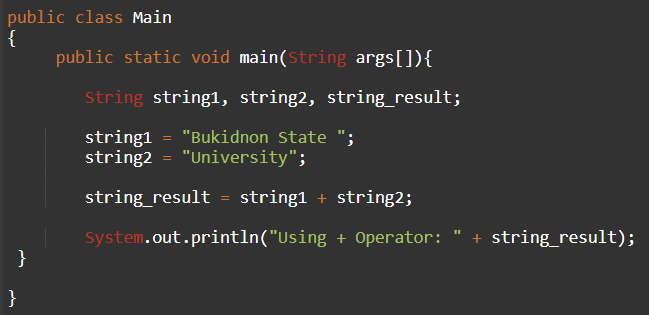 public class Main
{
public static void main(String args[]){
String string1, string2, string_result;
string1 = "Bukidnon State ";
string2 = "University";
string_result = string1 + string2;
System.out.println("Using + Operator: " + string_result);
}
}